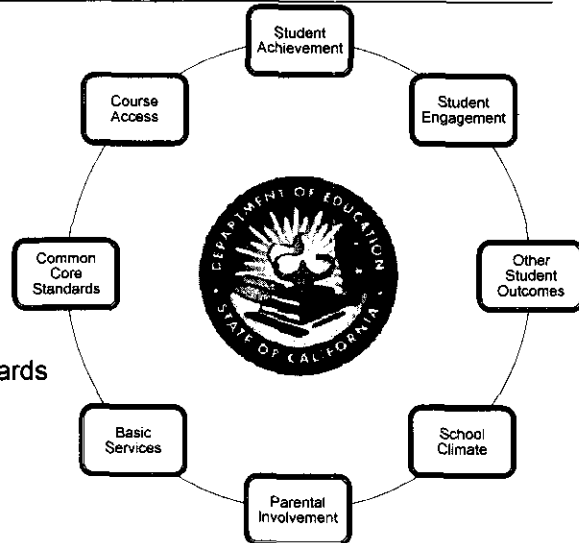 Student
Achievement
Course
Access
Student
Engagement
DEPARTMENT OF EDUCATION
STATE OF CALIFORNIA
Common
Core
Standards
Other
Student
Outcomes
ards
Basic
Services
School
Climate
Parental
Involvement